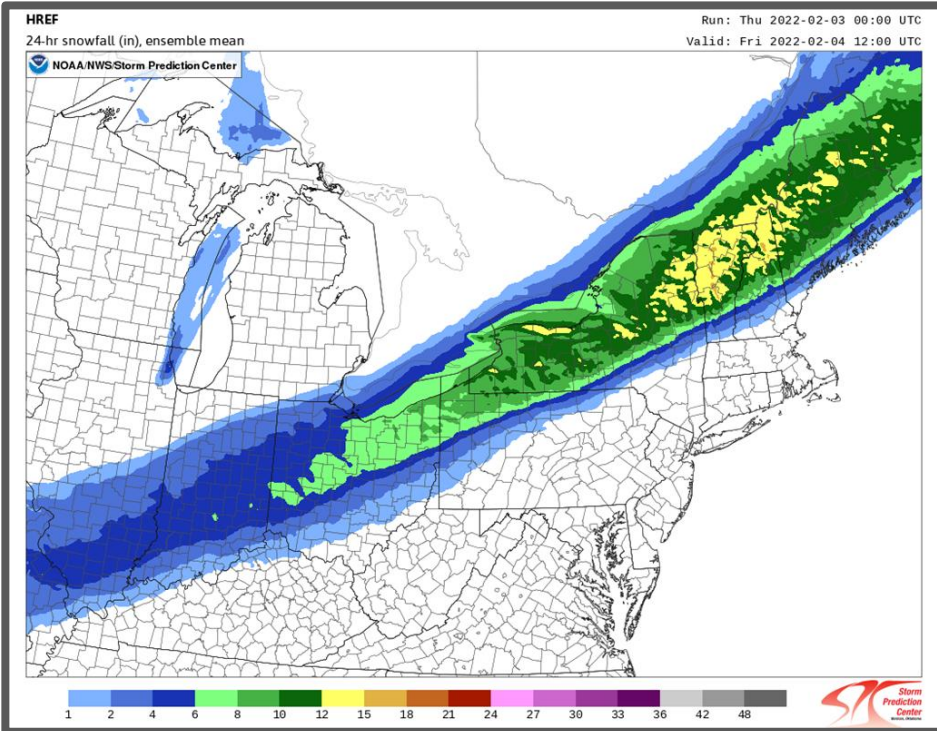 HREF
Run: Thu 2022-02-03 00:00 UTC
24-hr snowfall (in), ensemble mean
Valid: Fri 2022-02-04 12:00 UTC
NOAA/NWS/Storm Prediction Center
1 2 4 6 8 10 12 15 18 21 24 27 30 33 36 42 48
Storm
Prediction
Center